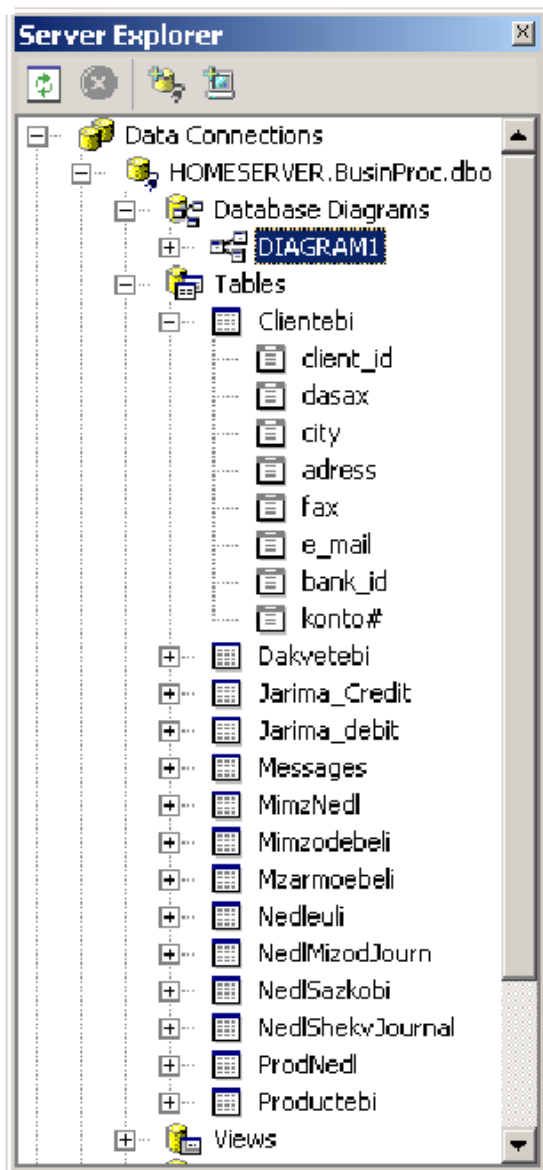 Server Explorer
Data Connections
HOMESERVER.BusinProc.dbo
Database Diagrams
DIAGRAM1
Tables
Clientebi
client_id
dasax
city
adress
fax
e_mail
bank_id
konto#
Dakvetebi
Jarima_Credit
Jarima_debit
Messages
MimzNedl
Mimzodebeli
Mzarmoebeli
Nedleuli
NedlMizodJourn
NedlSazkobi
NedlShekvJournal
ProdNedl
Productebi
Views